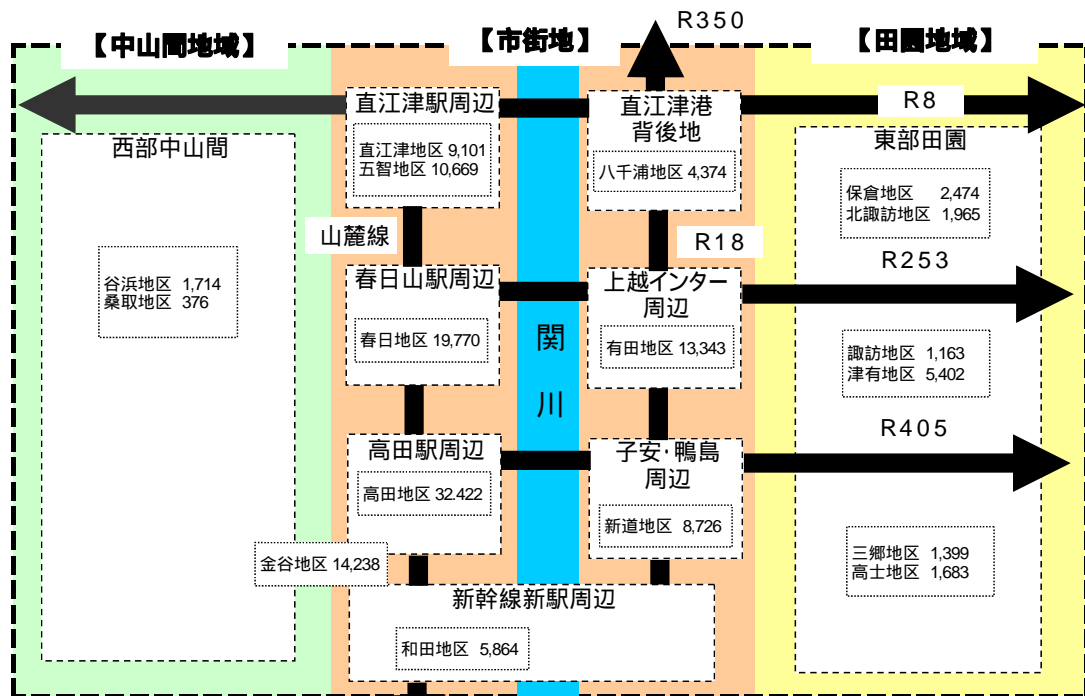 R350
【中山間地域】
【市街地】
【田園地域】
直江津駅周辺
直江津地区 9,101
五智地区 10,669
直江津港
背後地
八千浦地区 4,374
R8
西部中山間
谷浜地区 1,714
桑取地区 376
東部田園
保倉地区 2,474
北諏訪地区 1,965
山麓線
R18
R253
春日山駅周辺
春日地区 19,770
関川
上越インター
周辺
有田地区 13,343
諏訪地区 1,163
津有地区 5,402
R405
高田駅周辺
高田地区 32.422
子安・鴨島
周辺
新道地区 8,726
金谷地区 14,238
三郷地区 1,399
高士地区 1,683
新幹線新駅周辺
和田地区 5,864